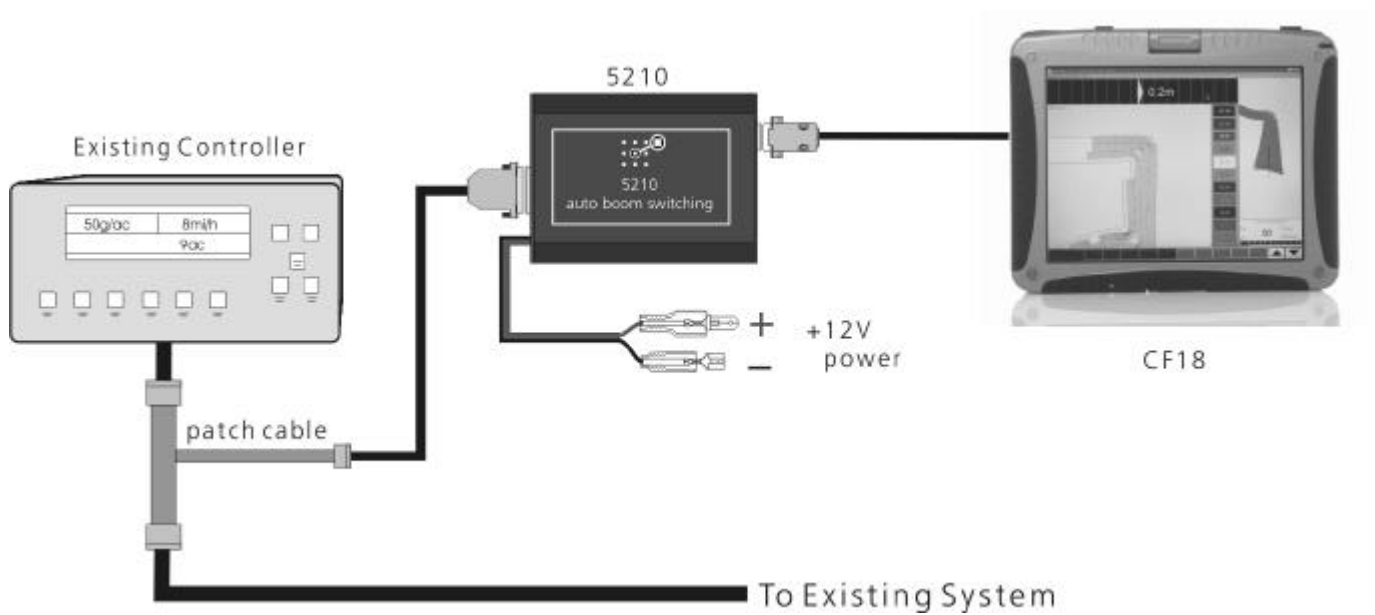 5210
Existing Controller
50g/ac
8mi/h
9ac
5210
auto boom switching
0.2m
+
+12V
power
−
CF18
patch cable
To Existing System